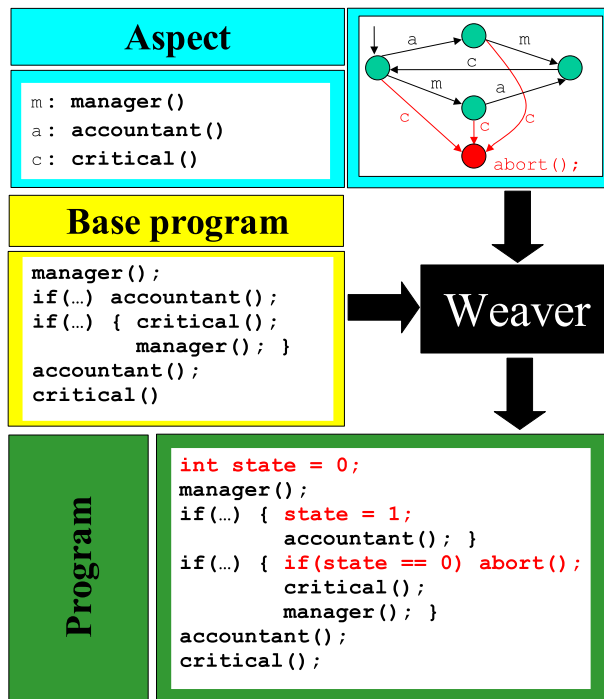 Aspect
m: manager()
a: accountant()
c: critical()
a
m
c
m
a
c
c
c
abort();
Base program
manager();
if(…) accountant();
if(…) { critical();
manager(); }
accountant();
critical()
Weaver
Program
int state = 0;
manager();
if(…) { state = 1;
accountant(); }
if(…) { if(state == 0) abort();
critical();
manager(); }
accountant();
critical();